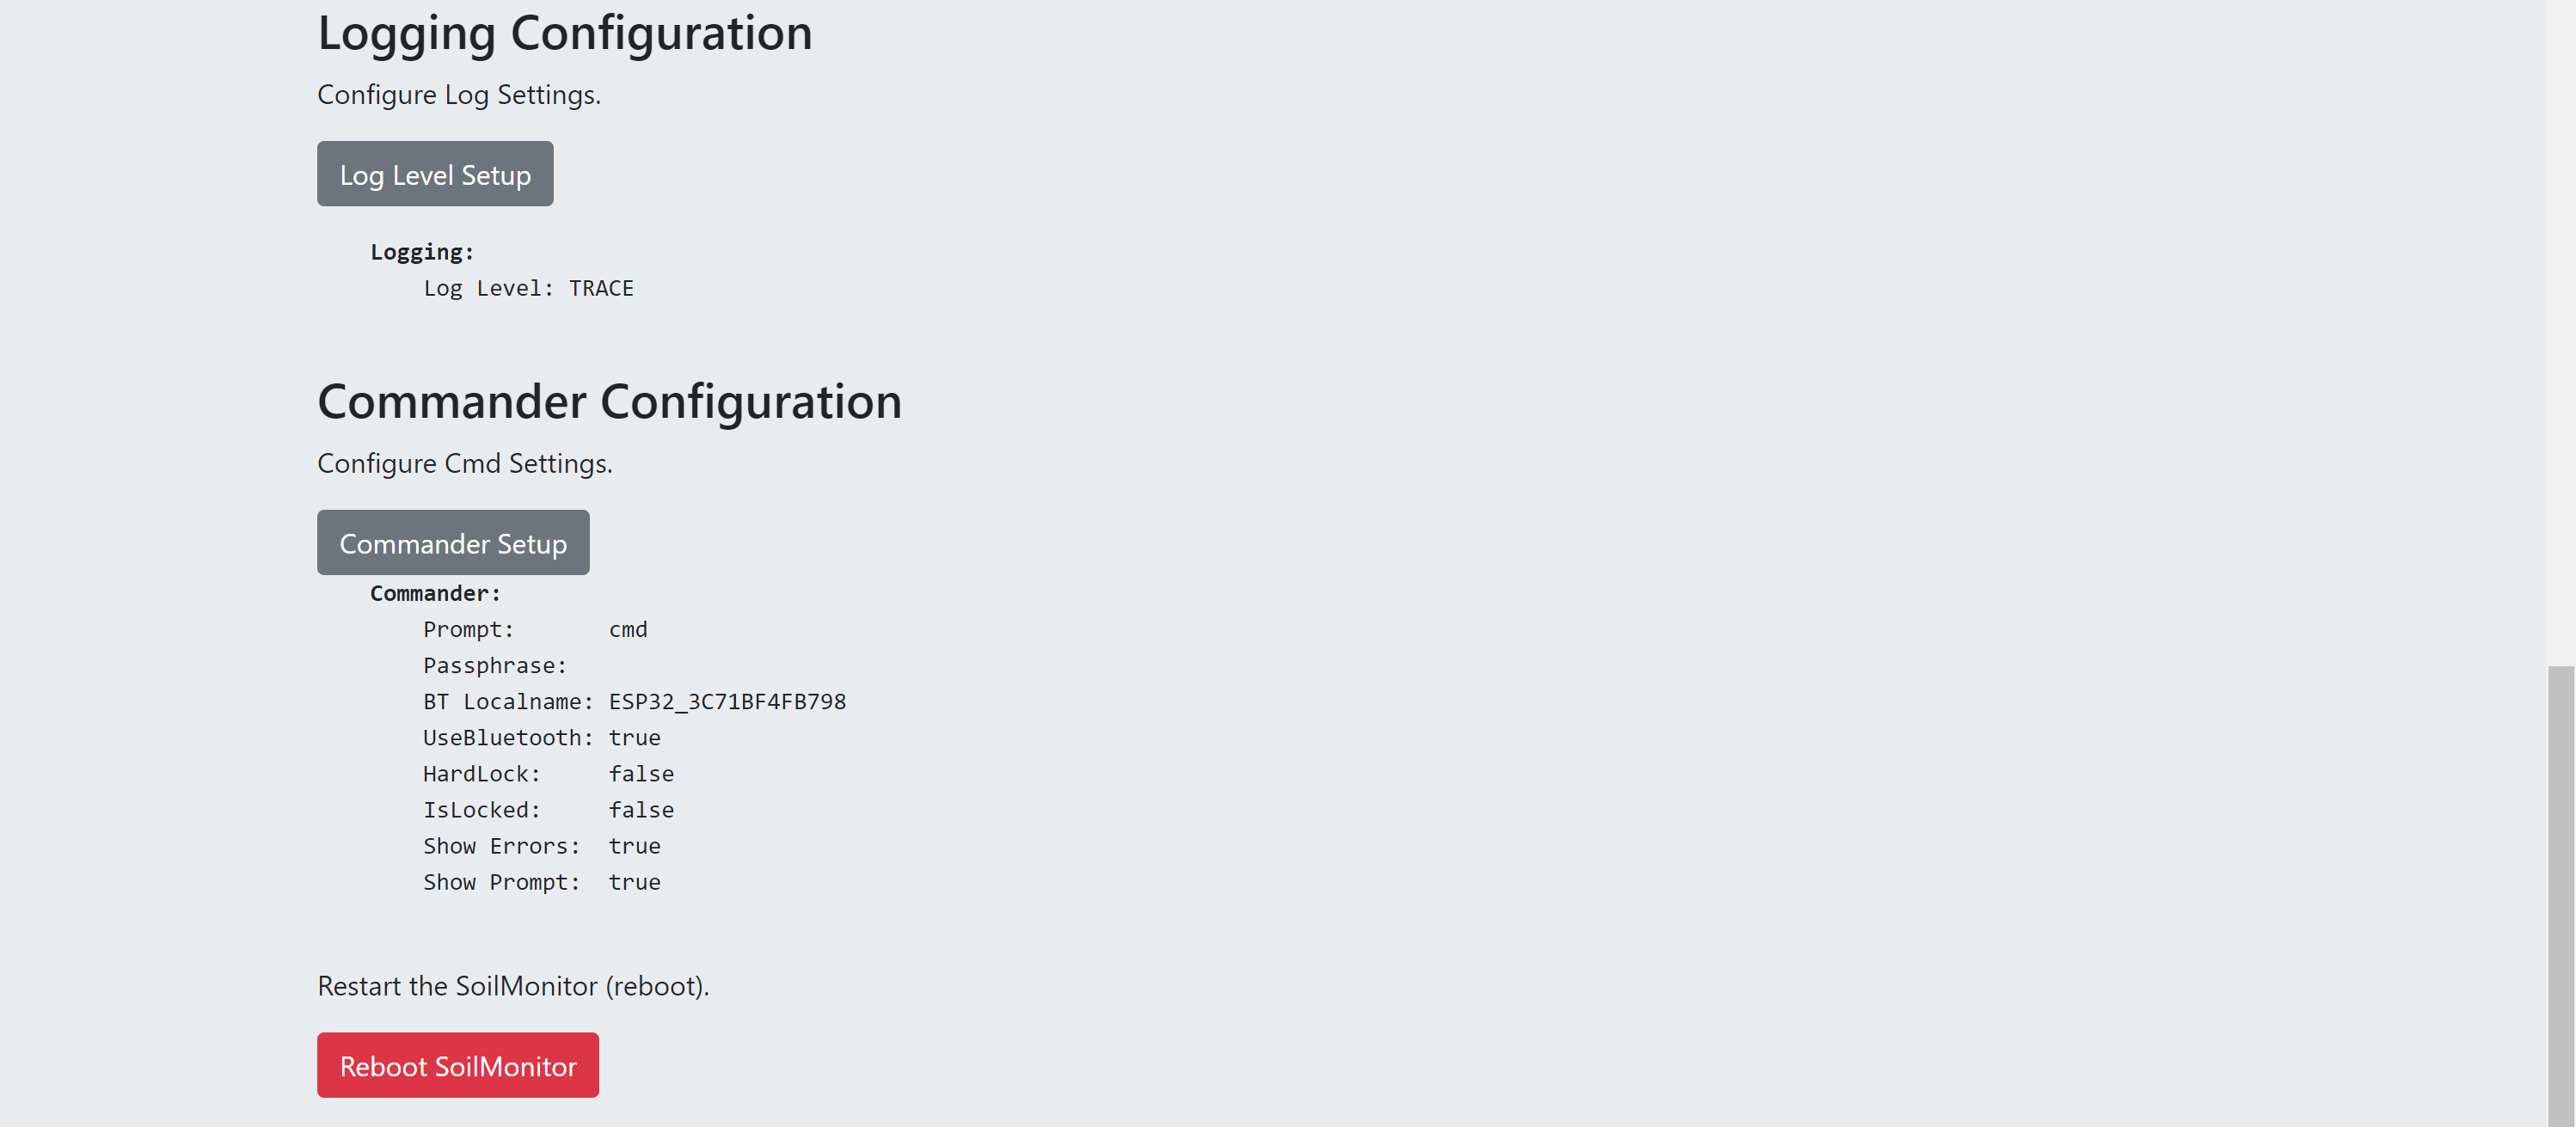 Logging Configuration
Configure Log Settings.
Log Level Setup
Logging:
Log Level: TRACE
Commander Configuration
Configure Cmd Settings.
Commander Setup
Commander:
Prompt: cmd
Passphrase:
BT Localname: ESP32_3C71BF4FB798
UseBluetooth: true
HardLock: false
IsLocked: false
Show Errors: true
Show Prompt: true
Restart the SoilMonitor (reboot).
Reboot SoilMonitor